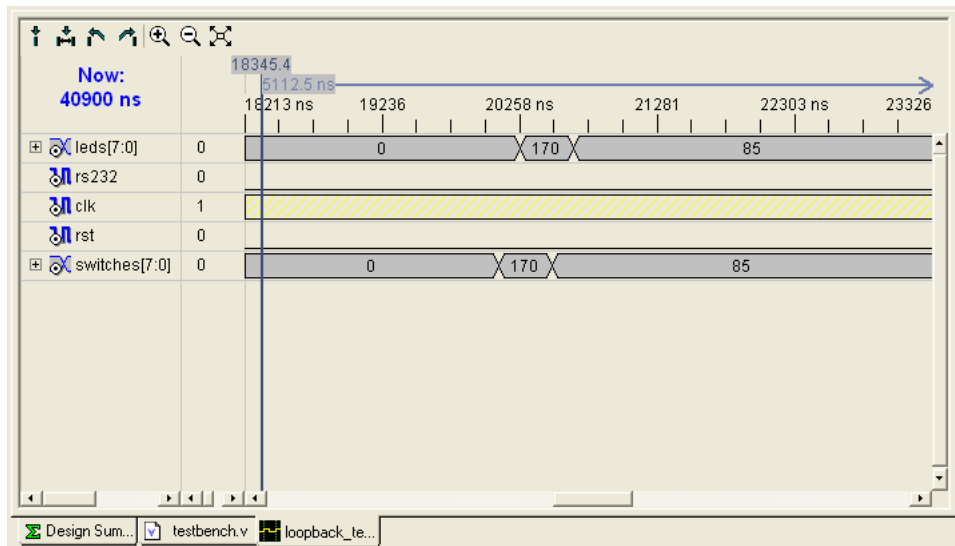 18345.4
Now:
5112.5 ns
40900 ns
18213 ns 19236 20258 ns 21281 22303 ns 23326
leds[7:0] 0 0 170 85
rs232 0
clk 1
rst 0
switches[7:0] 0 0 170 85
Design Sum... testbench.v loopback_te...